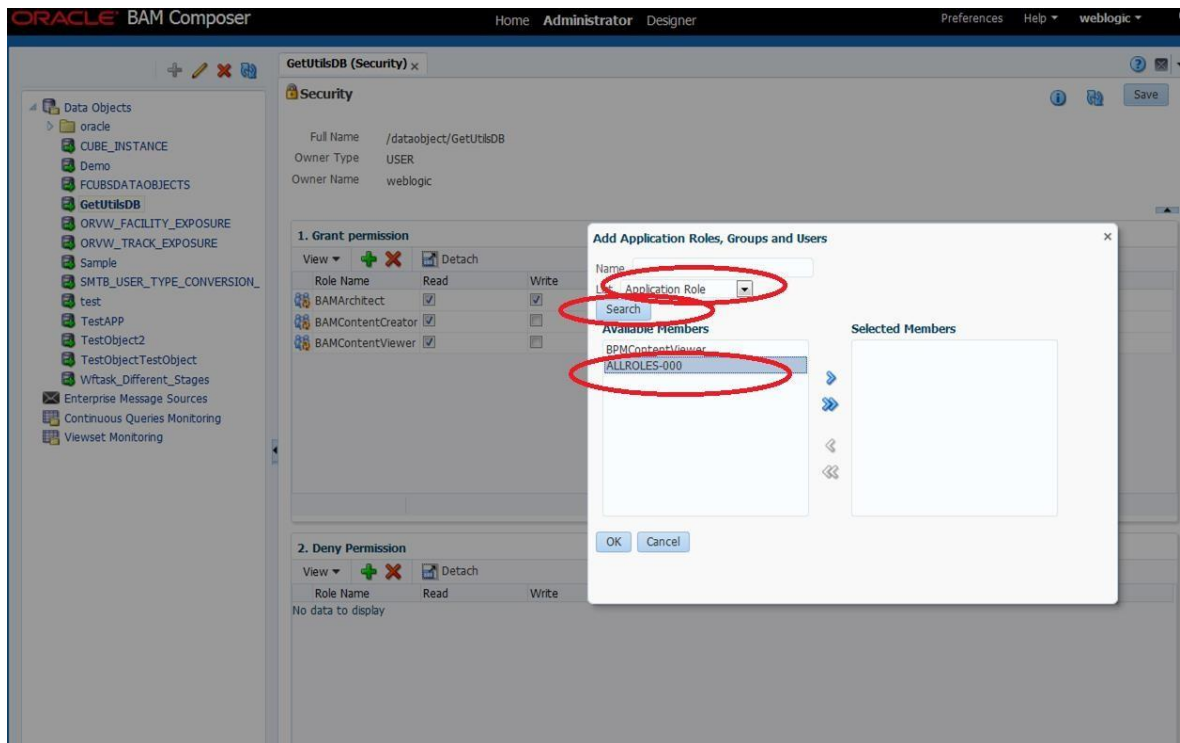 ORACLE BAM Composer
Home Administrator Designer
Preferences Help weblogic
GetUtilsDB (Security)
Security
Save
Data Objects
oracle
CUBE_INSTANCE
Demo
FCUBSDATAOBJECTS
GetUtilsDB
ORVW_FACILITY_EXPOSURE
ORVW_TRACK_EXPOSURE
Sample
SMTB_USER_TYPE_CONVERSION_
test
TestAPP
TestObject2
TestObjectTestObject
Wftask_Different_Stages
Enterprise Message Sources
Continuous Queries Monitoring
Viewset Monitoring
Full Name /dataobject/GetUtilsDB
Owner Type USER
Owner Name weblogic
1. Grant permission
View Detach
Role Name Read Write
BAMArchitect
BAMContentCreator
BAMContentViewer
2. Deny Permission
View Detach
Role Name Read Write
No data to display
Add Application Roles, Groups and Users
Name
List Application Role
Search
Available Members Selected Members
BPMContentViewer
ALLROLES-000
OK Cancel